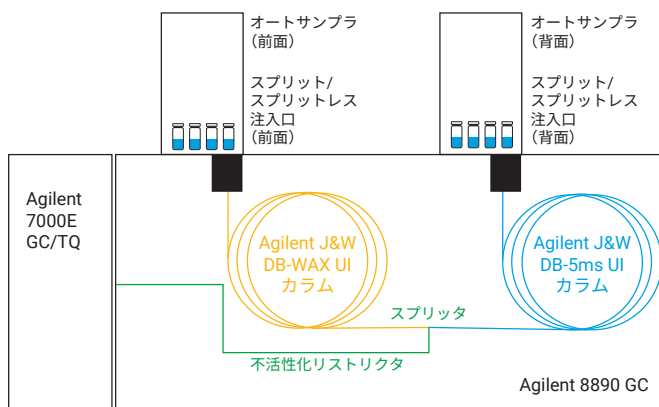 オートサンプラ
（前面）
スプリット/
スプリットレス
注入口
（前面）
オートサンプラ
（背面）
スプリット/
スプリットレス
注入口
（背面）
Agilent
7000E
GC/TQ
Agilent J&W
DB-WAX UI
カラム
Agilent J&W
DB-5ms UI
カラム
スプリッタ
不活性化リストリクタ
Agilent 8890 GC